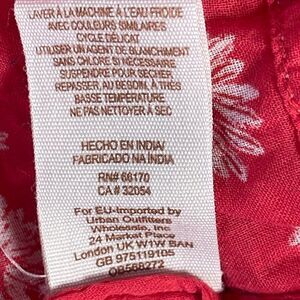 LAVER À LA MACHINE À L'EAU FROIDE
AVEC COULEURS SIMILAIRES
CYCLE DÉLICAT
UTILISER UN AGENT DE BLANCHIMENT
SANS CHLORE SI NÉCESSAIRE
SUSPENDRE POUR SÉCHER,
REPASSER, AU BESOIN, À TRÈS
BASSE TEMPÉRATURE
NE PAS NETTOYER À SEC
HECHO EN INDIA/
FABRICADO NA ÍNDIA
RN# 66170
CA # 32054
For EU-Imported by
Urban Outfitters
Wholesale, Inc.
24 Market Place
London UK W1W 8AN
GB 975119105
OB568272